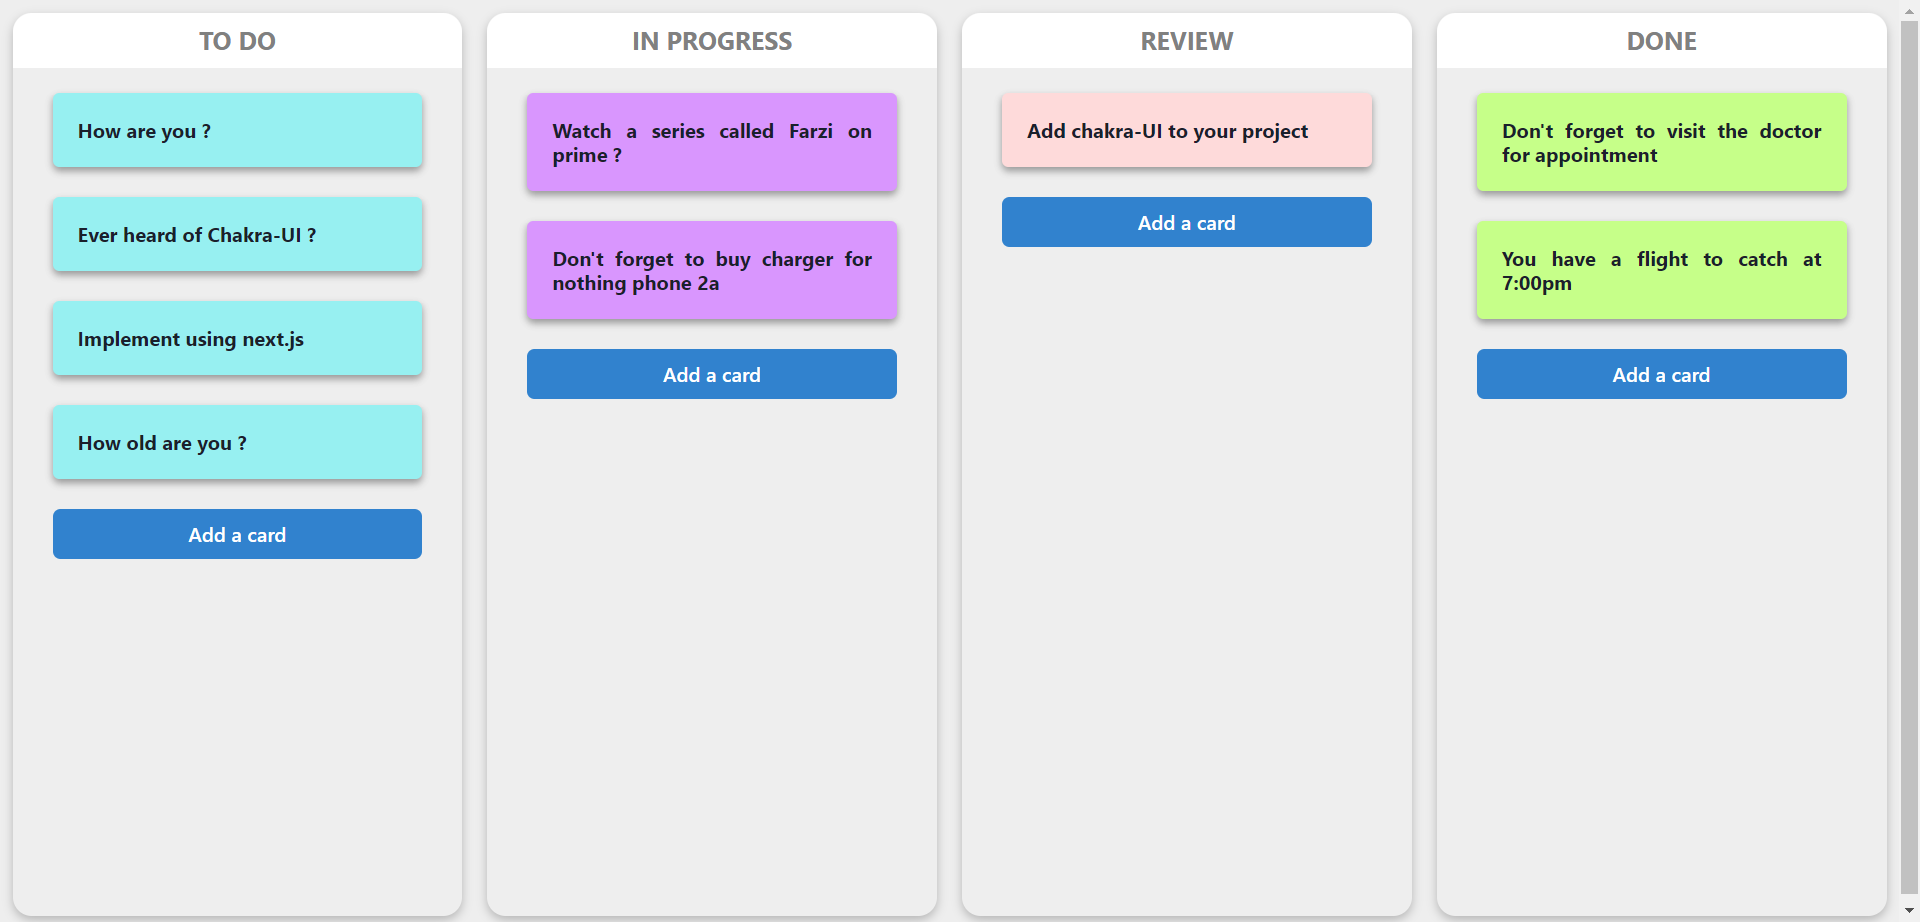 TO DO
How are you ?
Ever heard of Chakra-UI ?
Implement using next.js
How old are you ?
Add a card
IN PROGRESS
Watch a series called Farzi on
prime ?
Don't forget to buy charger for
nothing phone 2a
Add a card
REVIEW
Add chakra-UI to your project
Add a card
DONE
Don't forget to visit the doctor
for appointment
You have a flight to catch at
7:00pm
Add a card